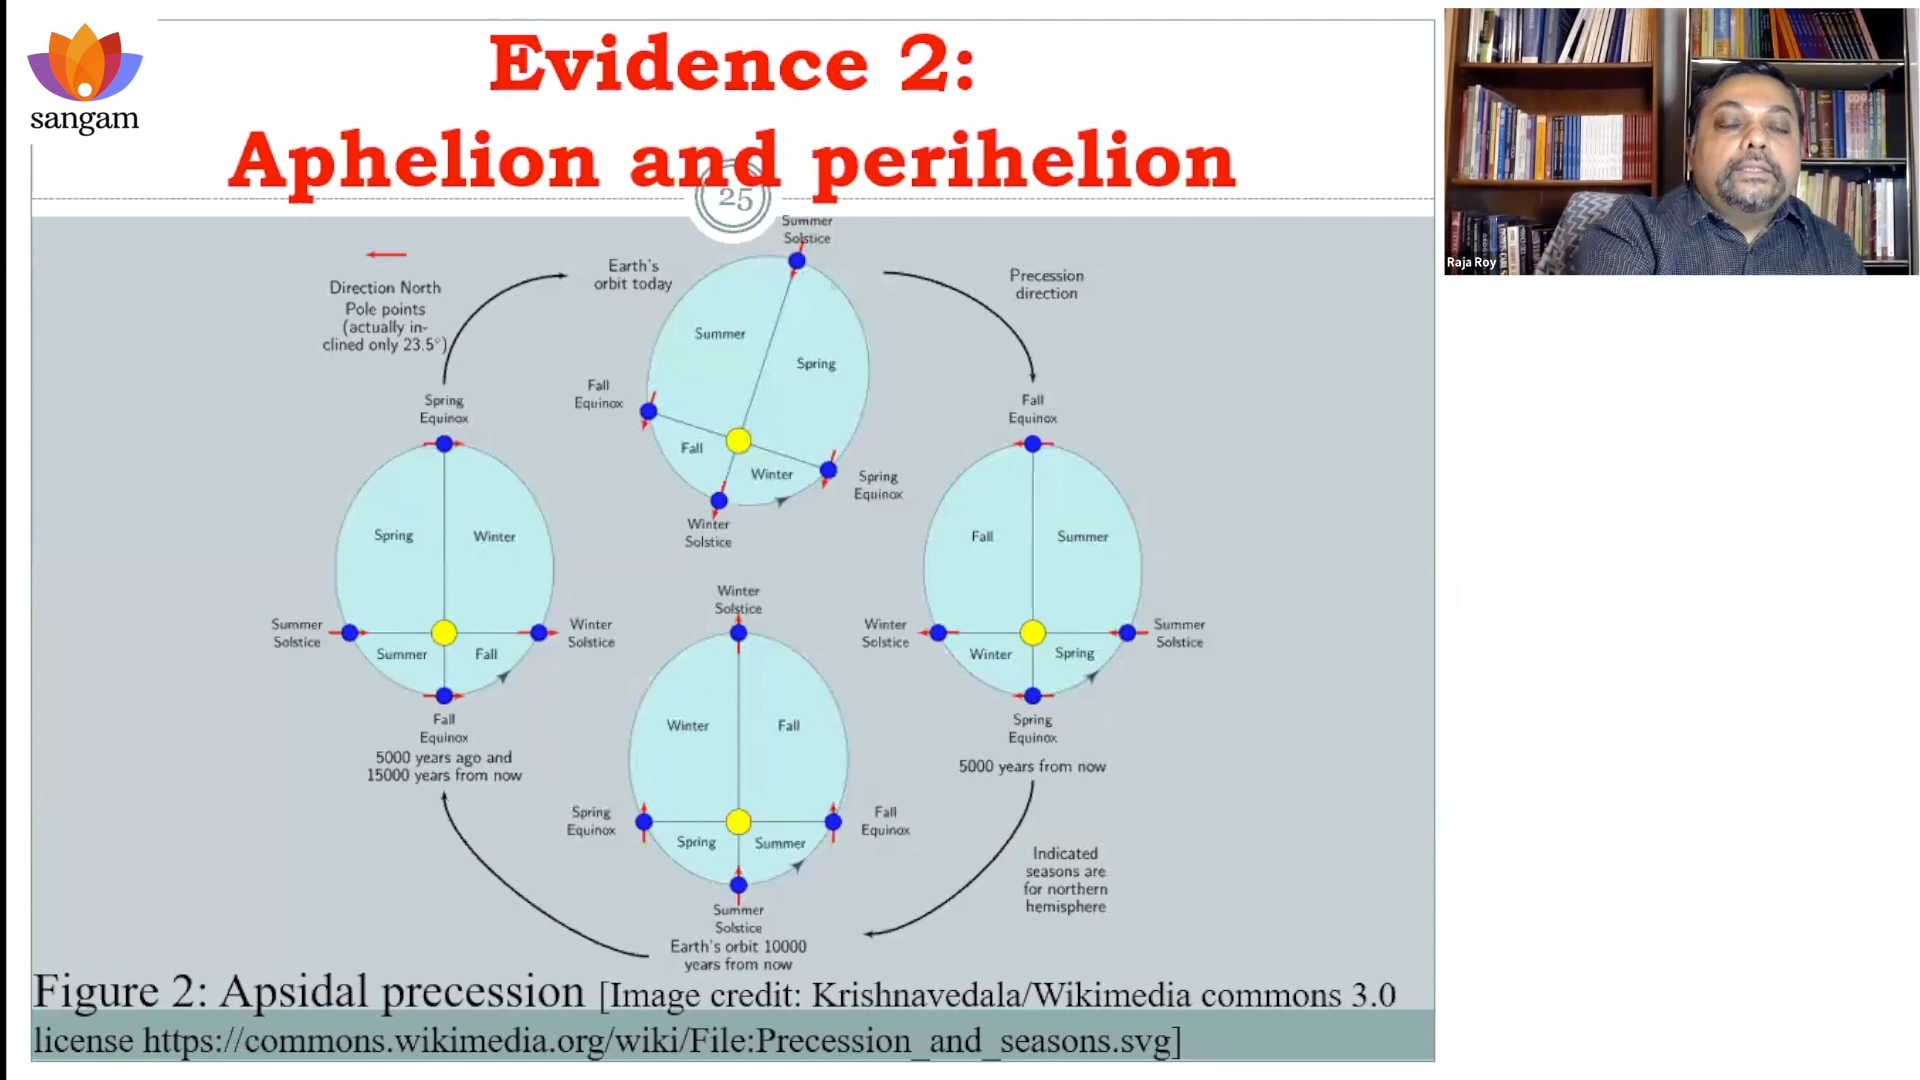 sangam
Evidence 2:
Aphelion and perihelion
25
Direction North
Pole points
(actually in-
clined only 23.5°)
Earth's
orbit today
Summer
Solstice
Summer
Spring
Fall
Equinox
Fall
Winter
Spring
Equinox
Winter
Solstice
Precession
direction
Spring
Equinox
Spring
Winter
Summer
Solstice
Summer
Fall
Winter
Solstice
Fall
Equinox
5000 years ago and
15000 years from now
Fall
Equinox
Fall
Summer
Winter
Solstice
Winter
Spring
Summer
Solstice
Spring
Equinox
5000 years from now
Winter
Solstice
Winter
Fall
Spring
Equinox
Spring
Summer
Fall
Equinox
Summer
Solstice
Earth's orbit 10000
years from now
Indicated
seasons are
for northern
hemisphere
Figure 2: Apsidal precession [Image credit: Krishnavedala/Wikimedia commons 3.0
license https://commons.wikimedia.org/wiki/File:Precession_and_seasons.svg]
Raja Roy